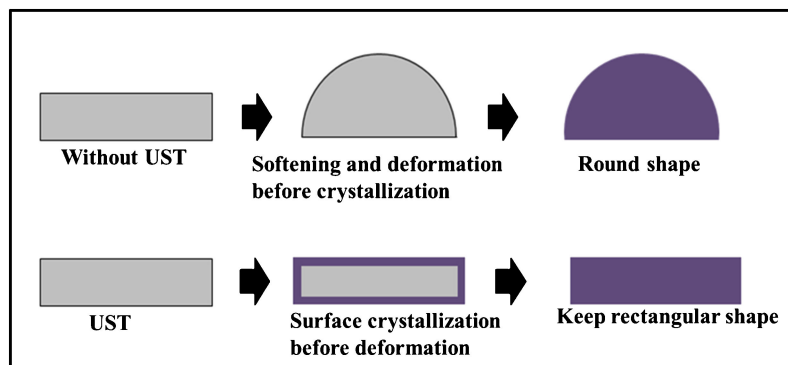 Without UST
Softening and deformation
before crystallization
Round shape
UST
Surface crystallization
before deformation
Keep rectangular shape